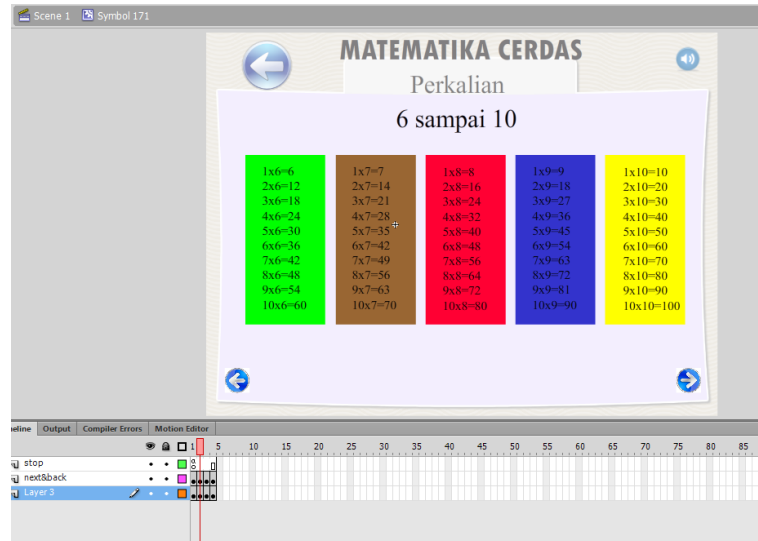 Scene 1 Symbol 171
MATEMATIKA CERDAS
Perkalian
6 sampai 10
1x6=6
2x6=12
3x6=18
4x6=24
5x6=30
6x6=36
7x6=42
8x6=48
9x6=54
10x6=60
1x7=7
2x7=14
3x7=21
4x7=28
5x7=35
6x7=42
7x7=49
8x7=56
9x7=63
10x7=70
1x8=8
2x8=16
3x8=24
4x8=32
5x8=40
6x8=48
7x8=56
8x8=64
9x8=72
10x8=80
1x9=9
2x9=18
3x9=27
4x9=36
5x9=45
6x9=54
7x9=63
8x9=72
9x9=81
10x9=90
1x10=10
2x10=20
3x10=30
4x10=40
5x10=50
6x10=60
7x10=70
8x10=80
9x10=90
10x10=100
eline Output Compiler Errors Motion Editor
1 5 10 15 20 25 30 35 40 45 50 55 60 65 70 75 80 85
stop
next&back
Layer 3